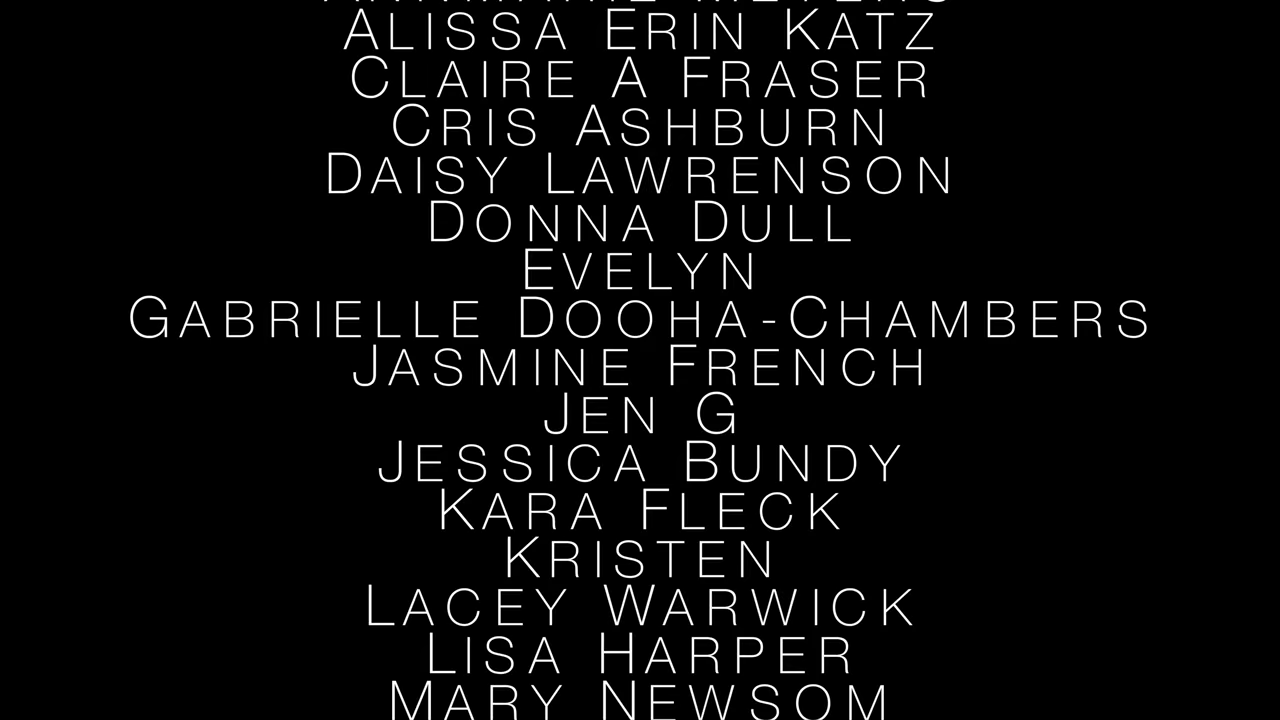 ALISSA ERIN KATZ
CLAIRE A FRASER
CRIS ASHBURN
DAISY LAWRENSON
DONNA DULL
EVELYN
GABRIELLE DOOHA-CHAMBERS
JASMINE FRENCH
JEN G
JESSICA BUNDY
KARA FLECK
KRISTEN
LACEY WARWICK
LISA HARPER
MARY NEWSOM